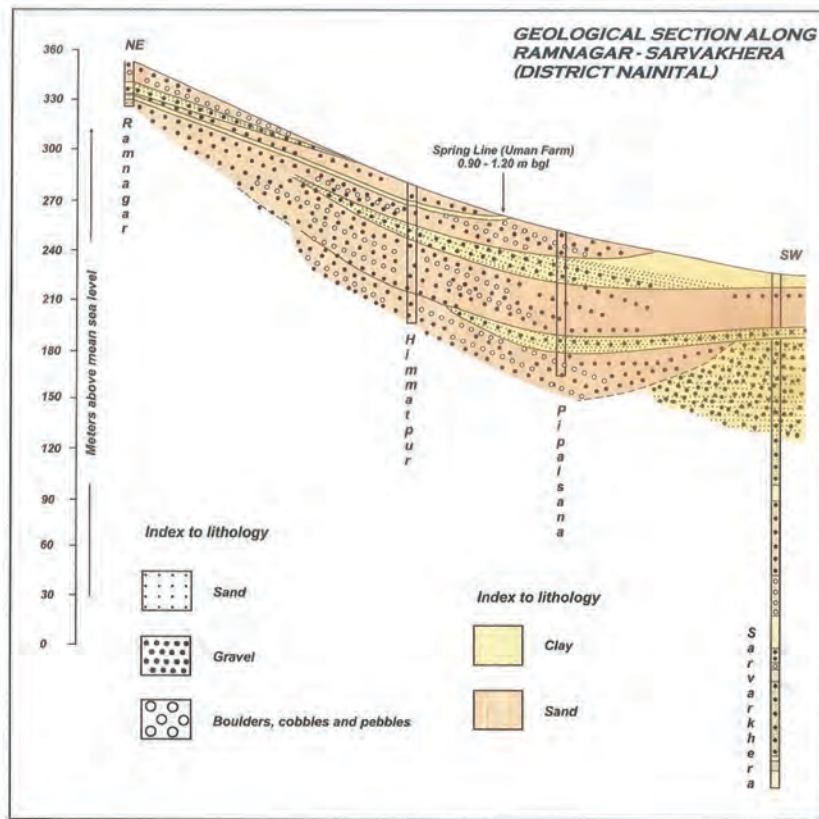 GEOLOGICAL SECTION ALONG
RAMNAGAR - SARVAKHERA
(DISTRICT NAINITAL)
NE
360
330
300
270
240
210
180
150
120
90
60
30
0
Meters above mean sea level
Ramnagar
Spring Line (Uman Farm)
0.90 - 1.20 m bgl
SW
Himmatpur
Pipalsana
Sarvarkhera
Index to lithology
Sand
Gravel
Boulders, cobbles and pebbles
Index to lithology
Clay
Sand